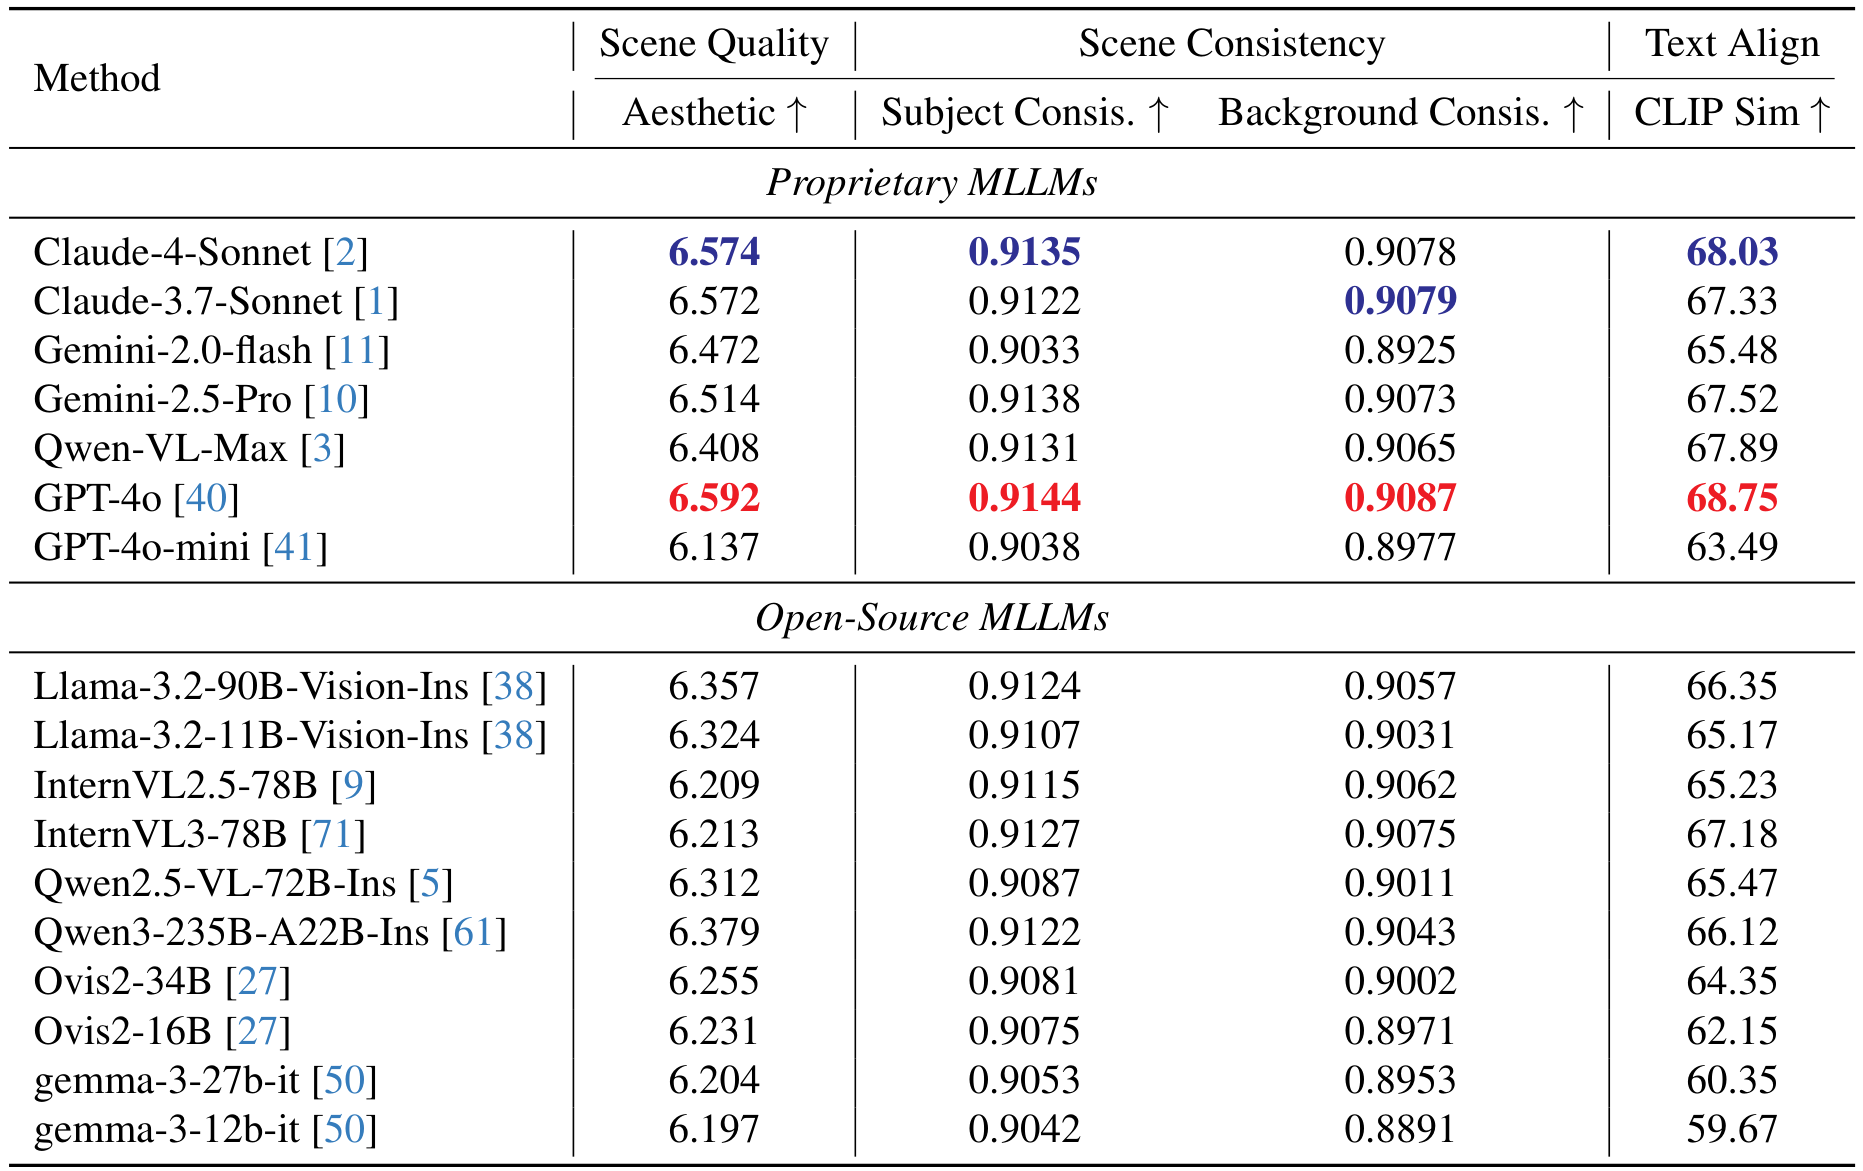 Method | Scene Quality | Scene Consistency | Text Align
Aesthetic ↑ | Subject Consis. ↑ Background Consis. ↑ | CLIP Sim ↑
Proprietary MLLMs
Claude-4-Sonnet [2] 6.574 0.9135 0.9078 68.03
Claude-3.7-Sonnet [1] 6.572 0.9122 0.9079 67.33
Gemini-2.0-flash [11] 6.472 0.9033 0.8925 65.48
Gemini-2.5-Pro [10] 6.514 0.9138 0.9073 67.52
Qwen-VL-Max [3] 6.408 0.9131 0.9065 67.89
GPT-4o [40] 6.592 0.9144 0.9087 68.75
GPT-4o-mini [41] 6.137 0.9038 0.8977 63.49
Open-Source MLLMs
Llama-3.2-90B-Vision-Ins [38] 6.357 0.9124 0.9057 66.35
Llama-3.2-11B-Vision-Ins [38] 6.324 0.9107 0.9031 65.17
InternVL2.5-78B [9] 6.209 0.9115 0.9062 65.23
InternVL3-78B [71] 6.213 0.9127 0.9075 67.18
Qwen2.5-VL-72B-Ins [5] 6.312 0.9087 0.9011 65.47
Qwen3-235B-A22B-Ins [61] 6.379 0.9122 0.9043 66.12
Ovis2-34B [27] 6.255 0.9081 0.9002 64.35
Ovis2-16B [27] 6.231 0.9075 0.8971 62.15
gemma-3-27b-it [50] 6.204 0.9053 0.8953 60.35
gemma-3-12b-it [50] 6.197 0.9042 0.8891 59.67